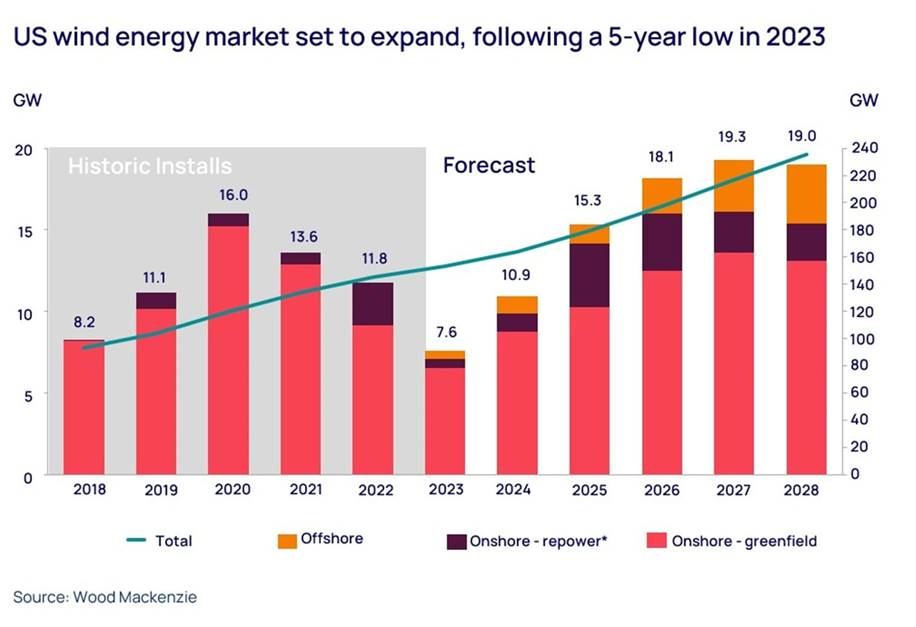 US wind energy market set to expand, following a 5-year low in 2023
GW GW
Historic Installs Forecast
20 240
220
200
15 180
160
140
10 120
100
80
5 60
40
20
0 0
8.2 11.1 16.0 13.6 11.8 7.6 10.9 15.3 18.1 19.3 19.0
2018 2019 2020 2021 2022 2023 2024 2025 2026 2027 2028
Total Offshore Onshore - repower* Onshore - greenfield
Source: Wood Mackenzie